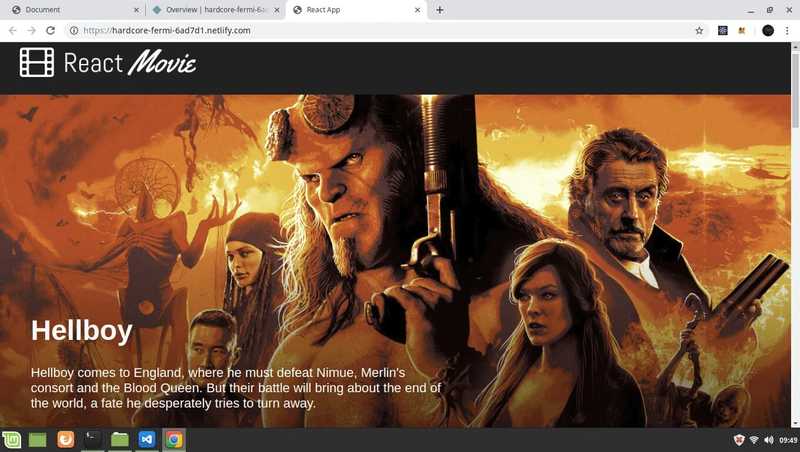 Document
Overview | hardcore-fermi-6ad
React App
https://hardcore-fermi-6ad7d1.netlify.com
React Movie
Hellboy
Hellboy comes to England, where he must defeat Nimue, Merlin's
consort and the Blood Queen. But their battle will bring about the end of
the world, a fate he desperately tries to turn away.
09:49